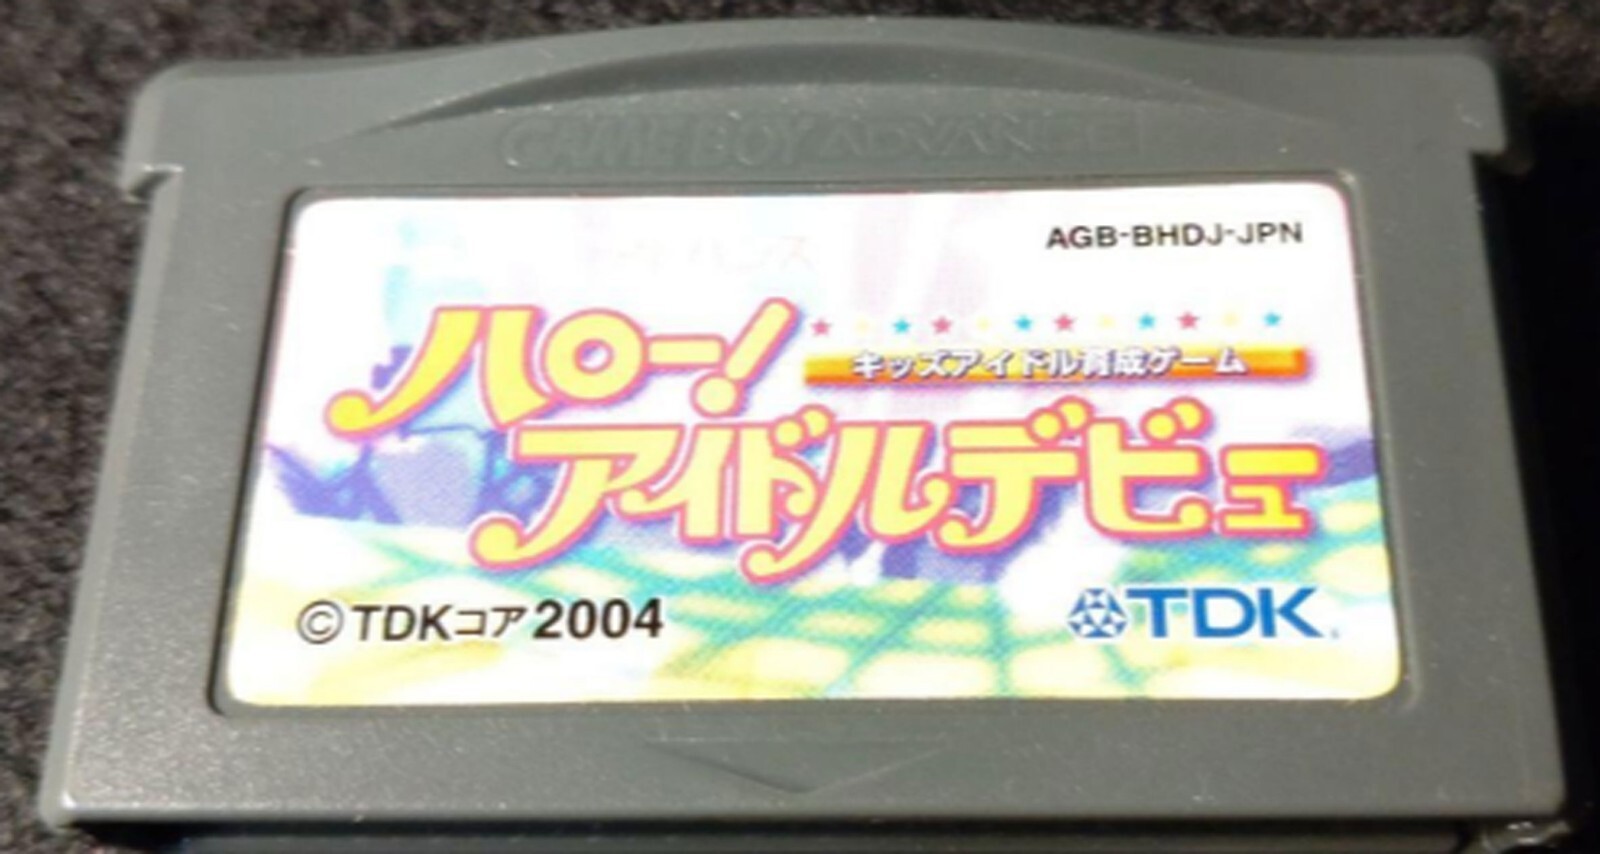 GAME BOY ADVANCE
AGB-BHDJ-JPN
ハロー!
キッズアイドル育成ゲーム
アイドルデビュー
©TDKコア2004
TDK